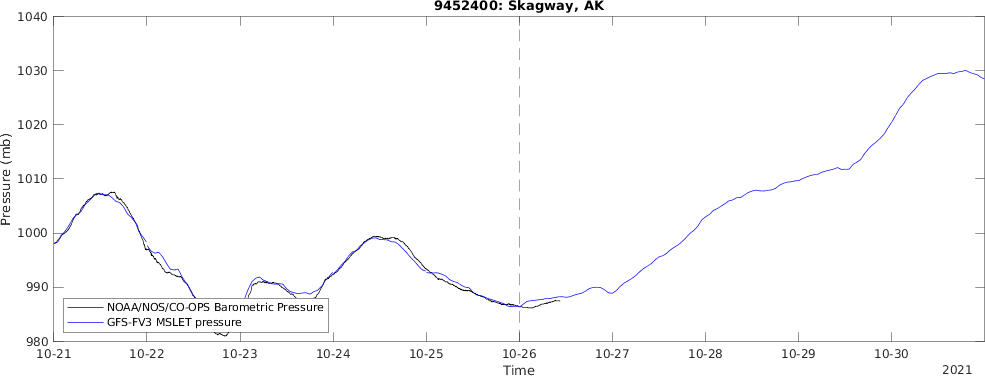 9452400: Skagway, AK
1040
1030
1020
1010
1000
990
980
Pressure (mb)
NOAA/NOS/CO-OPS Barometric Pressure
GFS-FV3 MSLET pressure
10-21 10-22 10-23 10-24 10-25 10-26 10-27 10-28 10-29 10-30
Time
2021